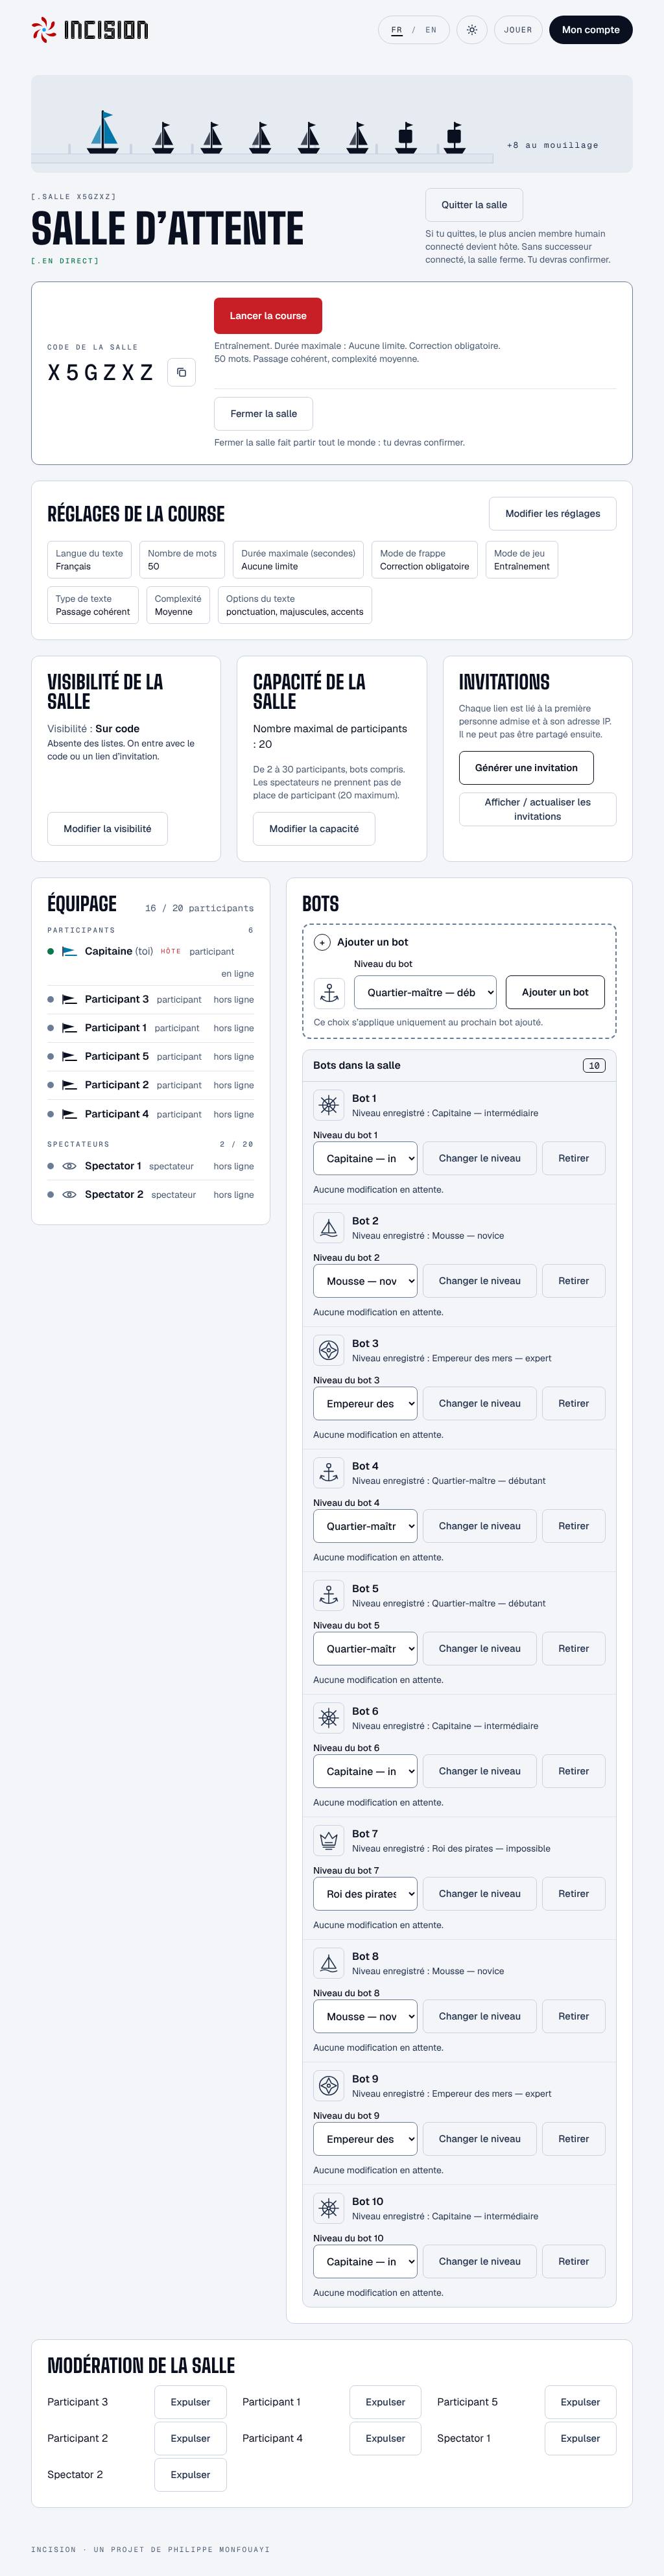 INCISION
FR / EN
JOUER
Mon compte
+8 au mouillage
[.SALLE X5GZXZ]
SALLE D’ATTENTE
[.EN DIRECT]
Quitter la salle
Si tu quittes, le plus ancien membre humain
connecté devient hôte. Sans successeur
connecté, la salle ferme. Tu devras confirmer.
CODE DE LA SALLE
X5GZXZ
Lancer la course
Entraînement. Durée maximale : Aucune limite. Correction obligatoire.
50 mots. Passage cohérent, complexité moyenne.
Fermer la salle
Fermer la salle fait partir tout le monde : tu devras confirmer.
RÉGLAGES DE LA COURSE
Modifier les réglages
Langue du texte
Français
Nombre de mots
50
Durée maximale (secondes)
Aucune limite
Mode de frappe
Correction obligatoire
Mode de jeu
Entraînement
Type de texte
Passage cohérent
Complexité
Moyenne
Options du texte
ponctuation, majuscules, accents
VISIBILITÉ DE LA
SALLE
Visibilité : Sur code
Absente des listes. On entre avec le
code ou un lien d’invitation.
Modifier la visibilité
CAPACITÉ DE LA
SALLE
Nombre maximal de participants
: 20
De 2 à 30 participants, bots compris.
Les spectateurs ne prennent pas de
place de participant (20 maximum).
Modifier la capacité
INVITATIONS
Chaque lien est lié à la première
personne admise et à son adresse IP.
Il ne peut pas être partagé ensuite.
Générer une invitation
Afficher / actualiser les
invitations
ÉQUIPAGE
16 / 20 participants
PARTICIPANTS 6
Capitaine (toi) HÔTE participant
en ligne
Participant 3 participant hors ligne
Participant 1 participant hors ligne
Participant 5 participant hors ligne
Participant 2 participant hors ligne
Participant 4 participant hors ligne
SPECTATEURS 2 / 20
Spectator 1 spectateur hors ligne
Spectator 2 spectateur hors ligne
BOTS
+ Ajouter un bot
Niveau du bot
Quartier-maître — déb
Ajouter un bot
Ce choix s’applique uniquement au prochain bot ajouté.
Bots dans la salle 10
Bot 1
Niveau enregistré : Capitaine — intermédiaire
Niveau du bot 1
Capitaine — in Changer le niveau Retirer
Aucune modification en attente.
Bot 2
Niveau enregistré : Mousse — novice
Niveau du bot 2
Mousse — nov Changer le niveau Retirer
Aucune modification en attente.
Bot 3
Niveau enregistré : Empereur des mers — expert
Niveau du bot 3
Empereur des Changer le niveau Retirer
Aucune modification en attente.
Bot 4
Niveau enregistré : Quartier-maître — débutant
Niveau du bot 4
Quartier-maîtr Changer le niveau Retirer
Aucune modification en attente.
Bot 5
Niveau enregistré : Quartier-maître — débutant
Niveau du bot 5
Quartier-maîtr Changer le niveau Retirer
Aucune modification en attente.
Bot 6
Niveau enregistré : Capitaine — intermédiaire
Niveau du bot 6
Capitaine — in Changer le niveau Retirer
Aucune modification en attente.
Bot 7
Niveau enregistré : Roi des pirates — impossible
Niveau du bot 7
Roi des pirates Changer le niveau Retirer
Aucune modification en attente.
Bot 8
Niveau enregistré : Mousse — novice
Niveau du bot 8
Mousse — nov Changer le niveau Retirer
Aucune modification en attente.
Bot 9
Niveau enregistré : Empereur des mers — expert
Niveau du bot 9
Empereur des Changer le niveau Retirer
Aucune modification en attente.
Bot 10
Niveau enregistré : Capitaine — intermédiaire
Niveau du bot 10
Capitaine — in Changer le niveau Retirer
Aucune modification en attente.
MODÉRATION DE LA SALLE
Participant 3 Expulser Participant 1 Expulser Participant 5 Expulser
Participant 2 Expulser Participant 4 Expulser Spectator 1 Expulser
Spectator 2 Expulser
INCISION · UN PROJET DE PHILIPPE MONFOUAYI